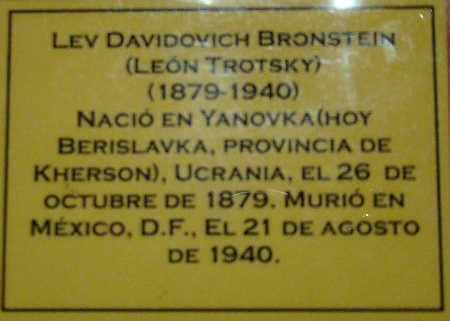 Lev Davidovich Bronstein
(León Trotsky)
(1879-1940)
Nació en Yanovka(hoy
Berislavka, provincia de
Kherson), Ucrania, el 26 de
octubre de 1879. Murió en
México, D.F., El 21 de agosto
de 1940.